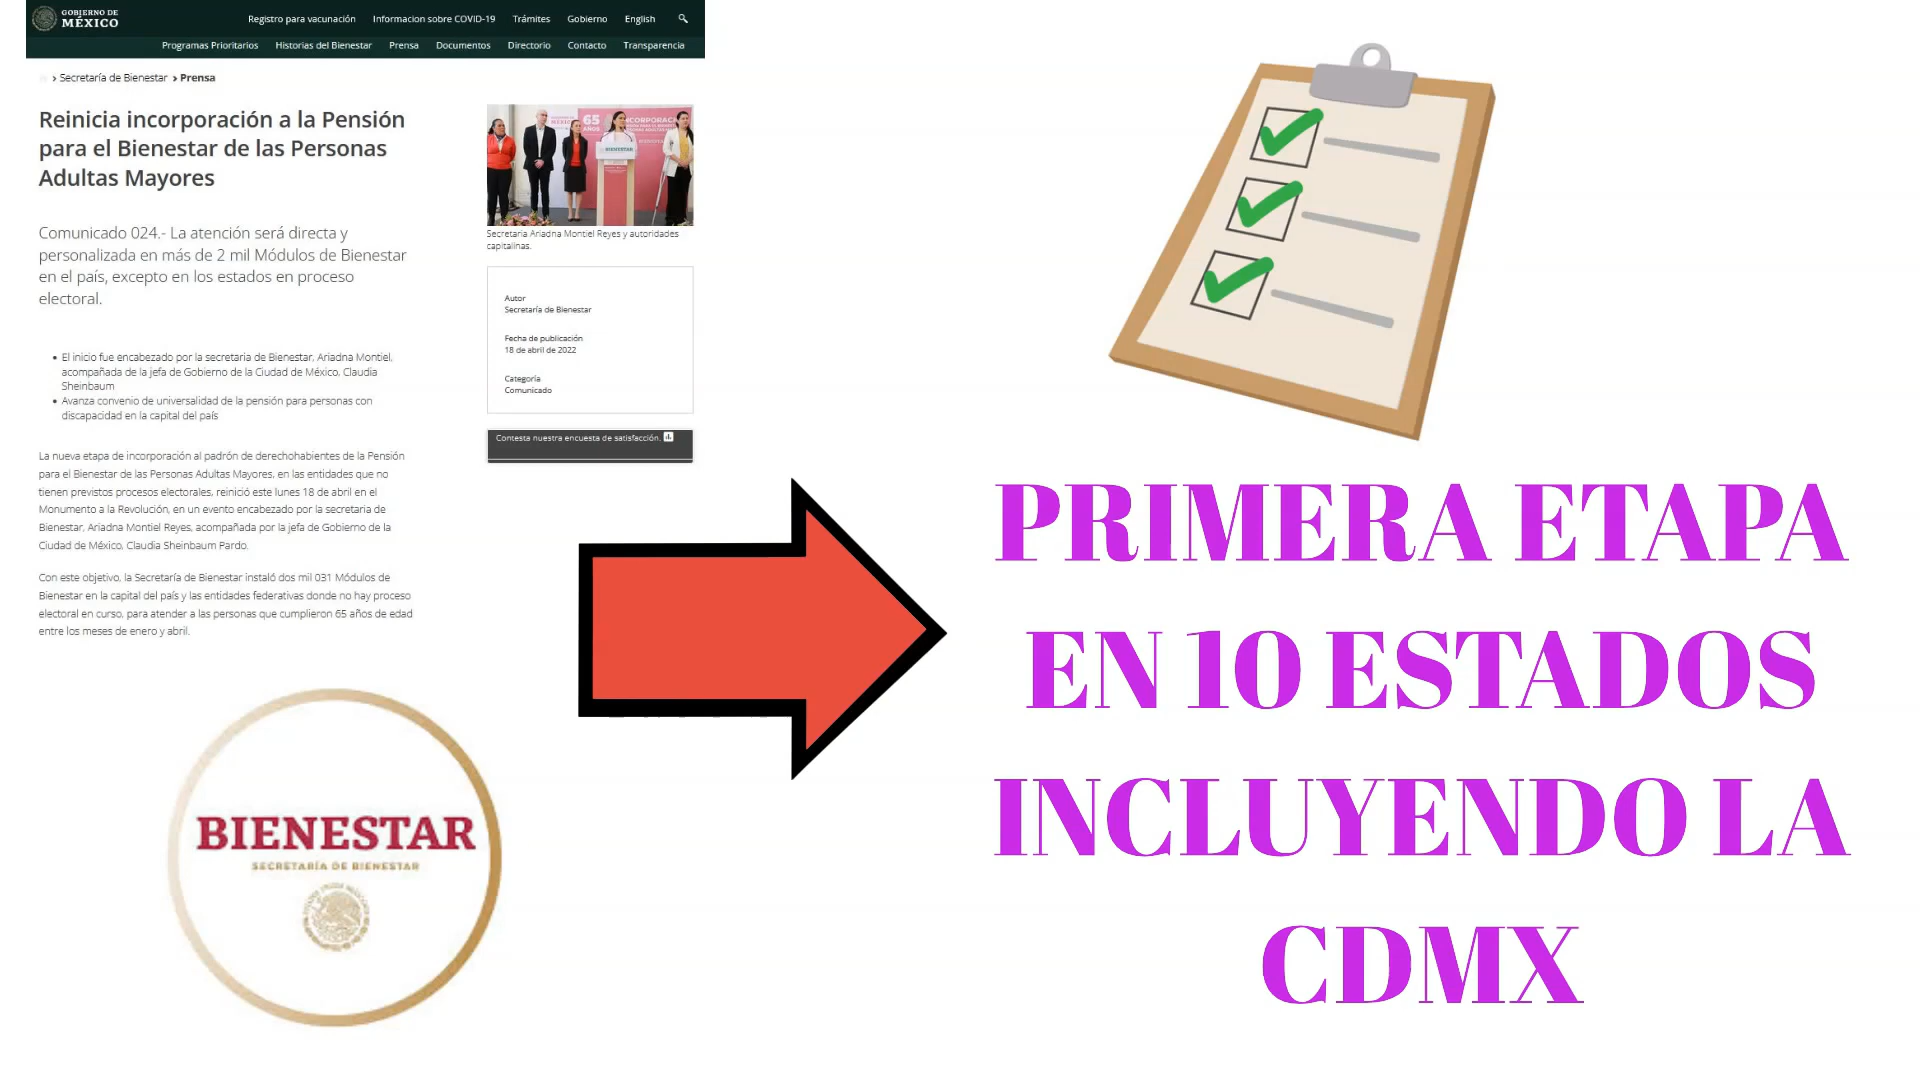 GOBIERNO DE
MÉXICO
Registro para vacunación Informacion sobre COVID-19 Trámites Gobierno English
Programas Prioritarios Historias del Bienestar Prensa Documentos Directorio Contacto Transparencia
> Secretaría de Bienestar > Prensa
Reinicia incorporación a la Pensión
para el Bienestar de las Personas
Adultas Mayores
Comunicado 024.- La atención será directa y
personalizada en más de 2 mil Módulos de Bienestar
en el país, excepto en los estados en proceso
electoral.
• El inicio fue encabezado por la secretaria de Bienestar, Ariadna Montiel,
acompañada de la jefa de Gobierno de la Ciudad de México, Claudia
Sheinbaum
• Avanza convenio de universalidad de la pensión para personas con
discapacidad en la capital del país
La nueva etapa de incorporación al padrón de derechohabientes de la Pensión
para el Bienestar de las Personas Adultas Mayores, en las entidades que no
tienen previstos procesos electorales, reinició este lunes 18 de abril en el
Monumento a la Revolución, en un evento encabezado por la secretaria de
Bienestar, Ariadna Montiel Reyes, acompañada por la jefa de Gobierno de la
Ciudad de México, Claudia Sheinbaum Pardo.
Con este objetivo, la Secretaría de Bienestar instaló dos mil 031 Módulos de
Bienestar en la capital del país y las entidades federativas donde no hay proceso
electoral en curso, para atender a las personas que cumplieron 65 años de edad
entre los meses de enero y abril.
65
AÑOS
BIENESTAR
Secretaria Ariadna Montiel Reyes y autoridades
capitalinas.
Autor
Secretaría de Bienestar
Fecha de publicación
18 de abril de 2022
Categoría
Comunicado
Contesta nuestra encuesta de satisfacción.
BIENESTAR
SECRETARÍA DE BIENESTAR
PRIMERA ETAPA
EN 10 ESTADOS
INCLUYENDO LA
CDMX